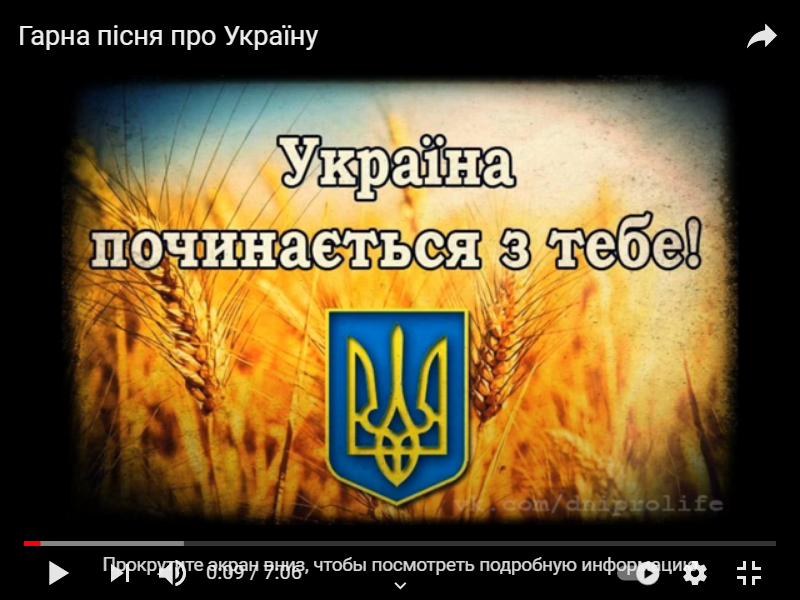 Гарна пісня про Україну
Україна
починається з тебе!
vk.com/dniprolife
Прокрутите экран вниз, чтобы посмотреть подробную информацию.
0:09 / 7:06